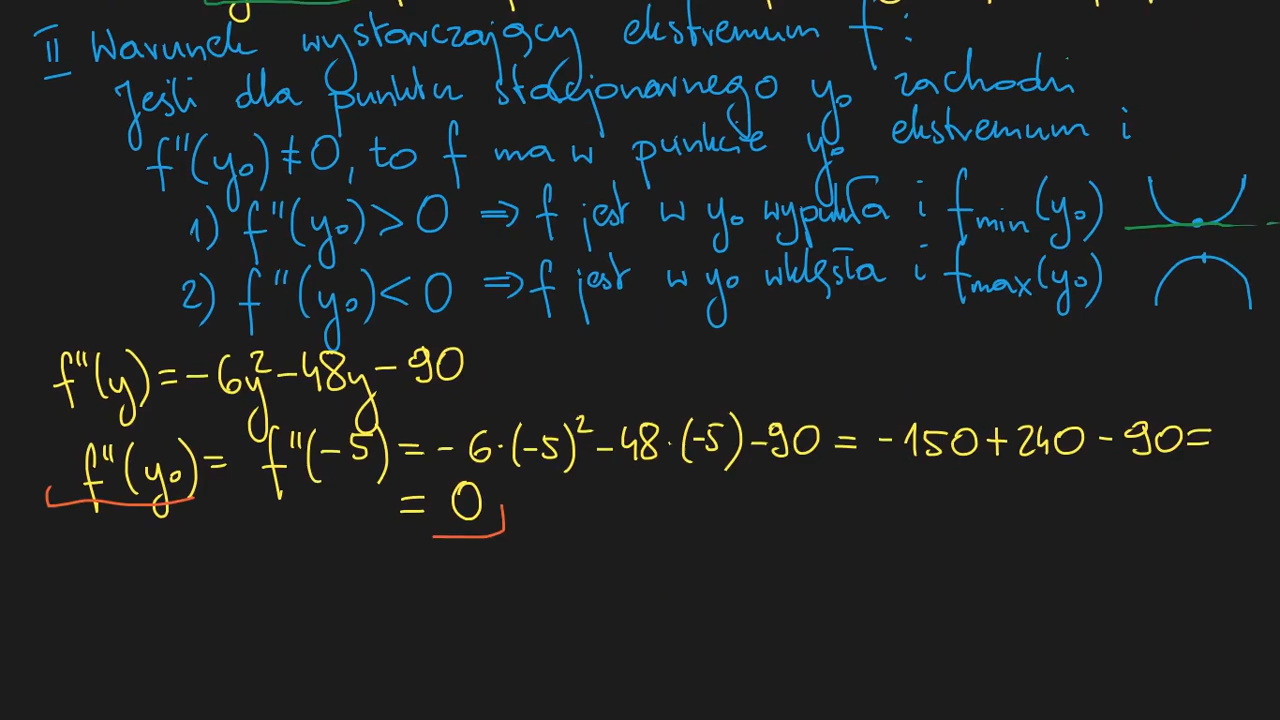 II Warunek wystarczający ekstremum f:
Jeśli dla punktu stacjonarnego y₀ zachodzi
f''(y₀) ≠ 0, to f ma w punkcie y₀ ekstremum i
1) f''(y₀) > 0 ⇒ f jest w y₀ wypukła i fmin(y₀)
2) f''(y₀) < 0 ⇒ f jest w y₀ wklęsła i fmax(y₀)
f''(y) = -6y² - 48y - 90
f''(y₀) = f''(-5) = -6·(-5)² - 48·(-5) - 90 = -150 + 240 - 90 =
= 0